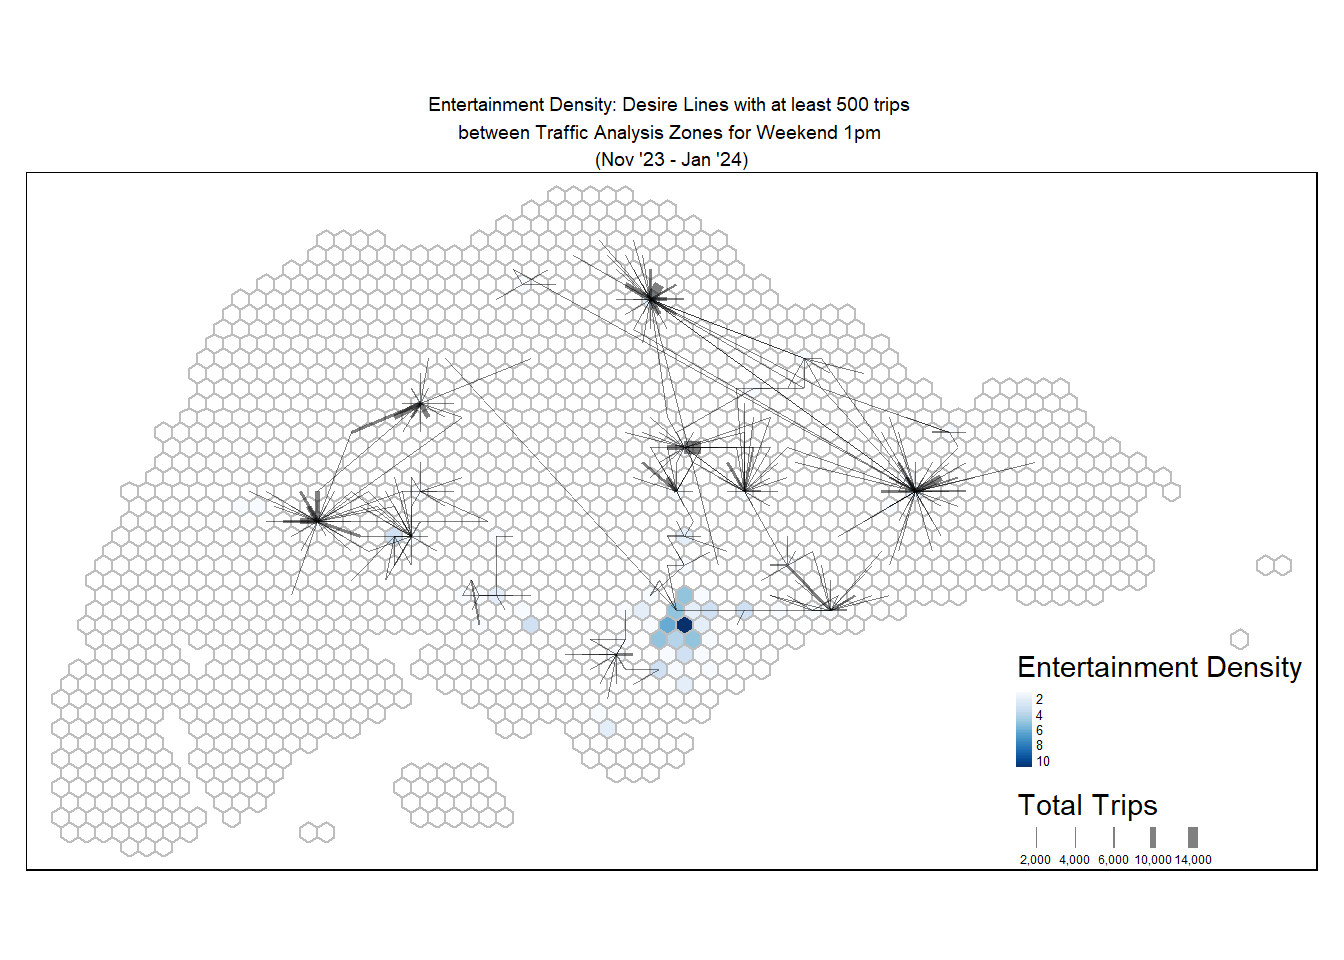 Entertainment Density: Desire Lines with at least 500 trips
between Traffic Analysis Zones for Weekend 1pm
(Nov '23 - Jan '24)
Entertainment Density
2
4
6
8
10
Total Trips
2,000 4,000 6,000 10,000 14,000